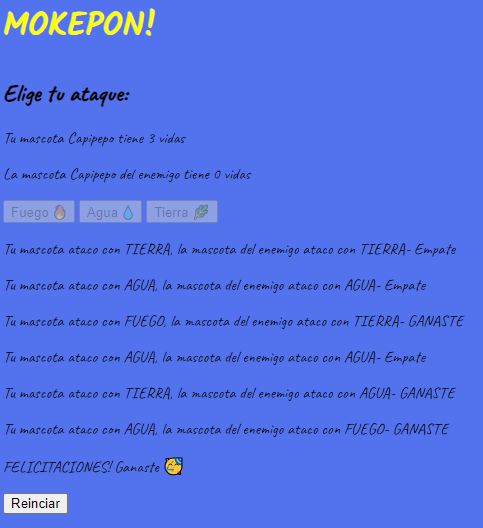 MOKEPON!
Elige tu ataque:
Tu mascota Capipepo tiene 3 vidas
La mascota Capipepo del enemigo tiene 0 vidas
Fuego 🔥 Agua 💧 Tierra 🌿
Tu mascota ataco con TIERRA, la mascota del enemigo ataco con TIERRA- Empate
Tu mascota ataco con AGUA, la mascota del enemigo ataco con AGUA- Empate
Tu mascota ataco con FUEGO, la mascota del enemigo ataco con TIERRA- GANASTE
Tu mascota ataco con AGUA, la mascota del enemigo ataco con AGUA- Empate
Tu mascota ataco con TIERRA, la mascota del enemigo ataco con AGUA- GANASTE
Tu mascota ataco con AGUA, la mascota del enemigo ataco con FUEGO- GANASTE
FELICITACIONES! Ganaste 🥳
Reinciar